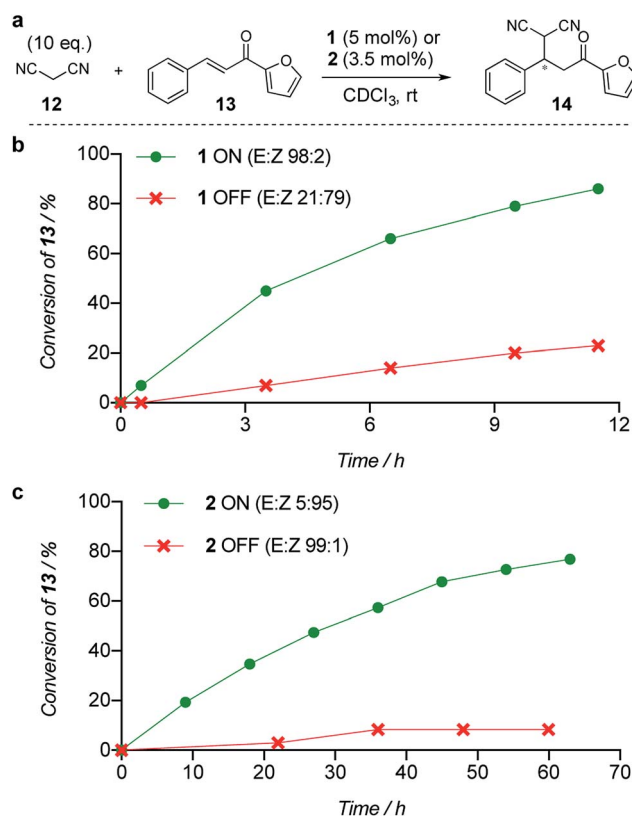 a
(10 eq.)
CN CN
12
+
O
O
13
1 (5 mol%) or
2 (3.5 mol%)
CDCl3, rt
NC CN
O
O
*
14
b
1 ON (E:Z 98:2)
1 OFF (E:Z 21:79)
Conversion of 13 / %
100
80
60
40
20
0
0 3 6 9 12
Time / h
c
2 ON (E:Z 5:95)
2 OFF (E:Z 99:1)
Conversion of 13 / %
100
80
60
40
20
0
0 10 20 30 40 50 60 70
Time / h